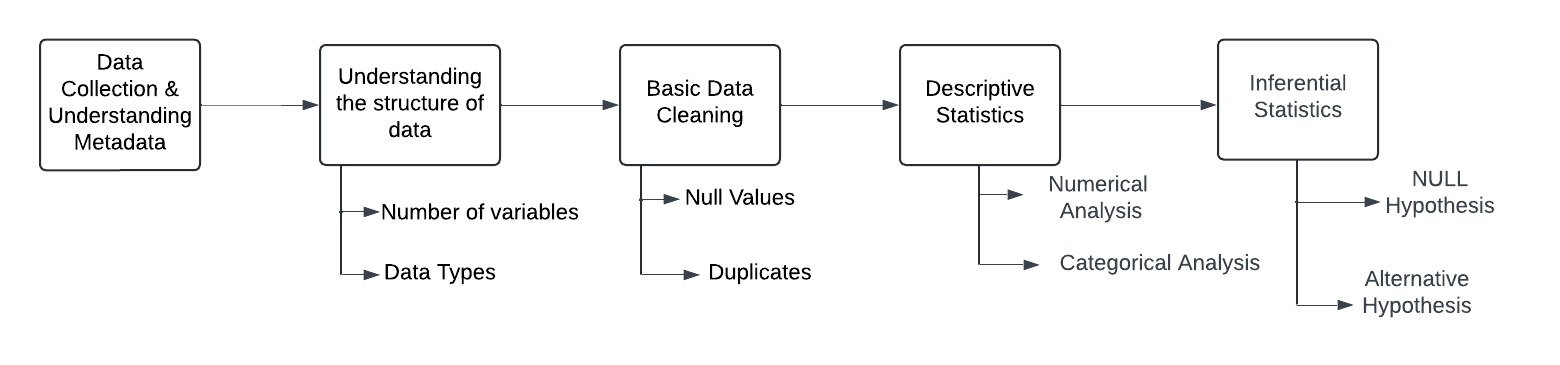 Data
Collection &
Understanding
Metadata
Understanding
the structure of
data
Number of variables
Data Types
Basic Data
Cleaning
Null Values
Duplicates
Descriptive
Statistics
Numerical
Analysis
Categorical Analysis
Inferential
Statistics
NULL
Hypothesis
Alternative
Hypothesis